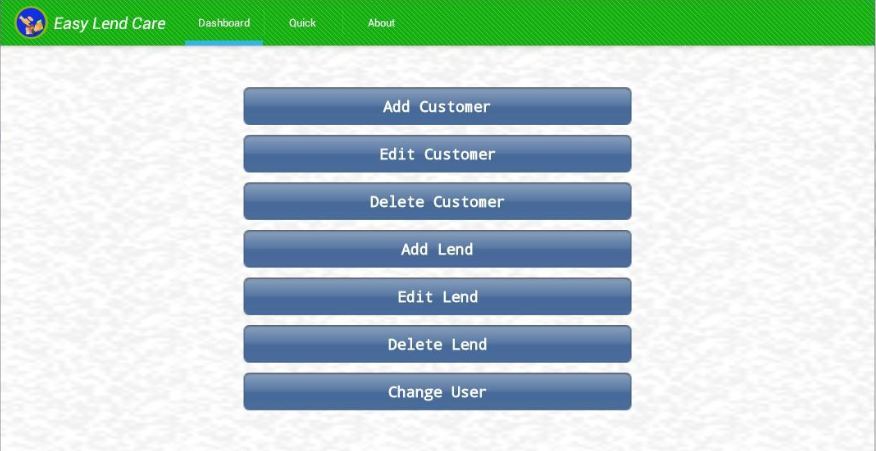 Easy Lend Care Dashboard Quick About
Add Customer
Edit Customer
Delete Customer
Add Lend
Edit Lend
Delete Lend
Change User